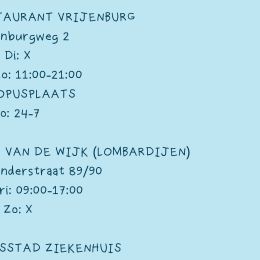 TAURANT VRIJENBURG
nburgweg 2
Di: X
o: 11:00-21:00
OPUSPLAATS
o: 24-7
VAN DE WIJK (LOMBARDIJEN)
nderstraat 89/90
ri: 09:00-17:00
Zo: X
SSTAD ZIEKENHUIS